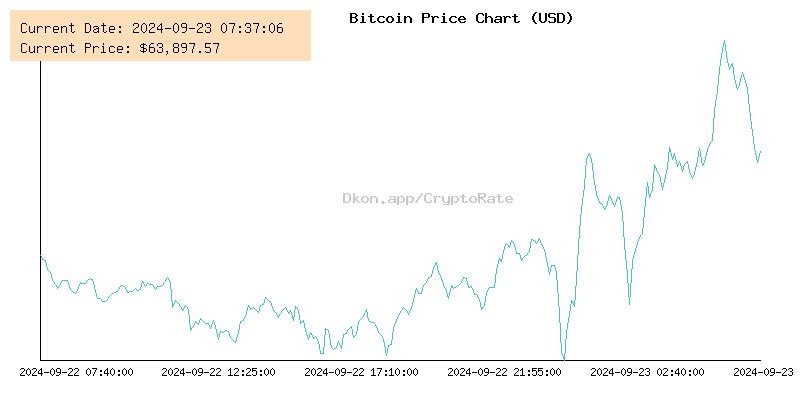 Bitcoin Price Chart (USD)
Current Date: 2024-09-23 07:37:06
Current Price: $63,897.57
Dkon.app/CryptoRate
2024-09-22 07:40:00 2024-09-22 12:25:00 2024-09-22 17:10:00 2024-09-22 21:55:00 2024-09-23 02:40:00 2024-09-23